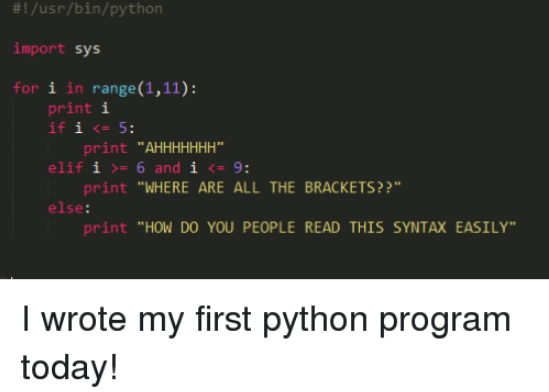 #!/usr/bin/python
import sys
for i in range(1,11):
    print i
    if i <= 5:
        print "AHHHHHHH"
    elif i >= 6 and i <= 9:
        print "WHERE ARE ALL THE BRACKETS??"
    else:
        print "HOW DO YOU PEOPLE READ THIS SYNTAX EASILY"
I wrote my first python program
today!